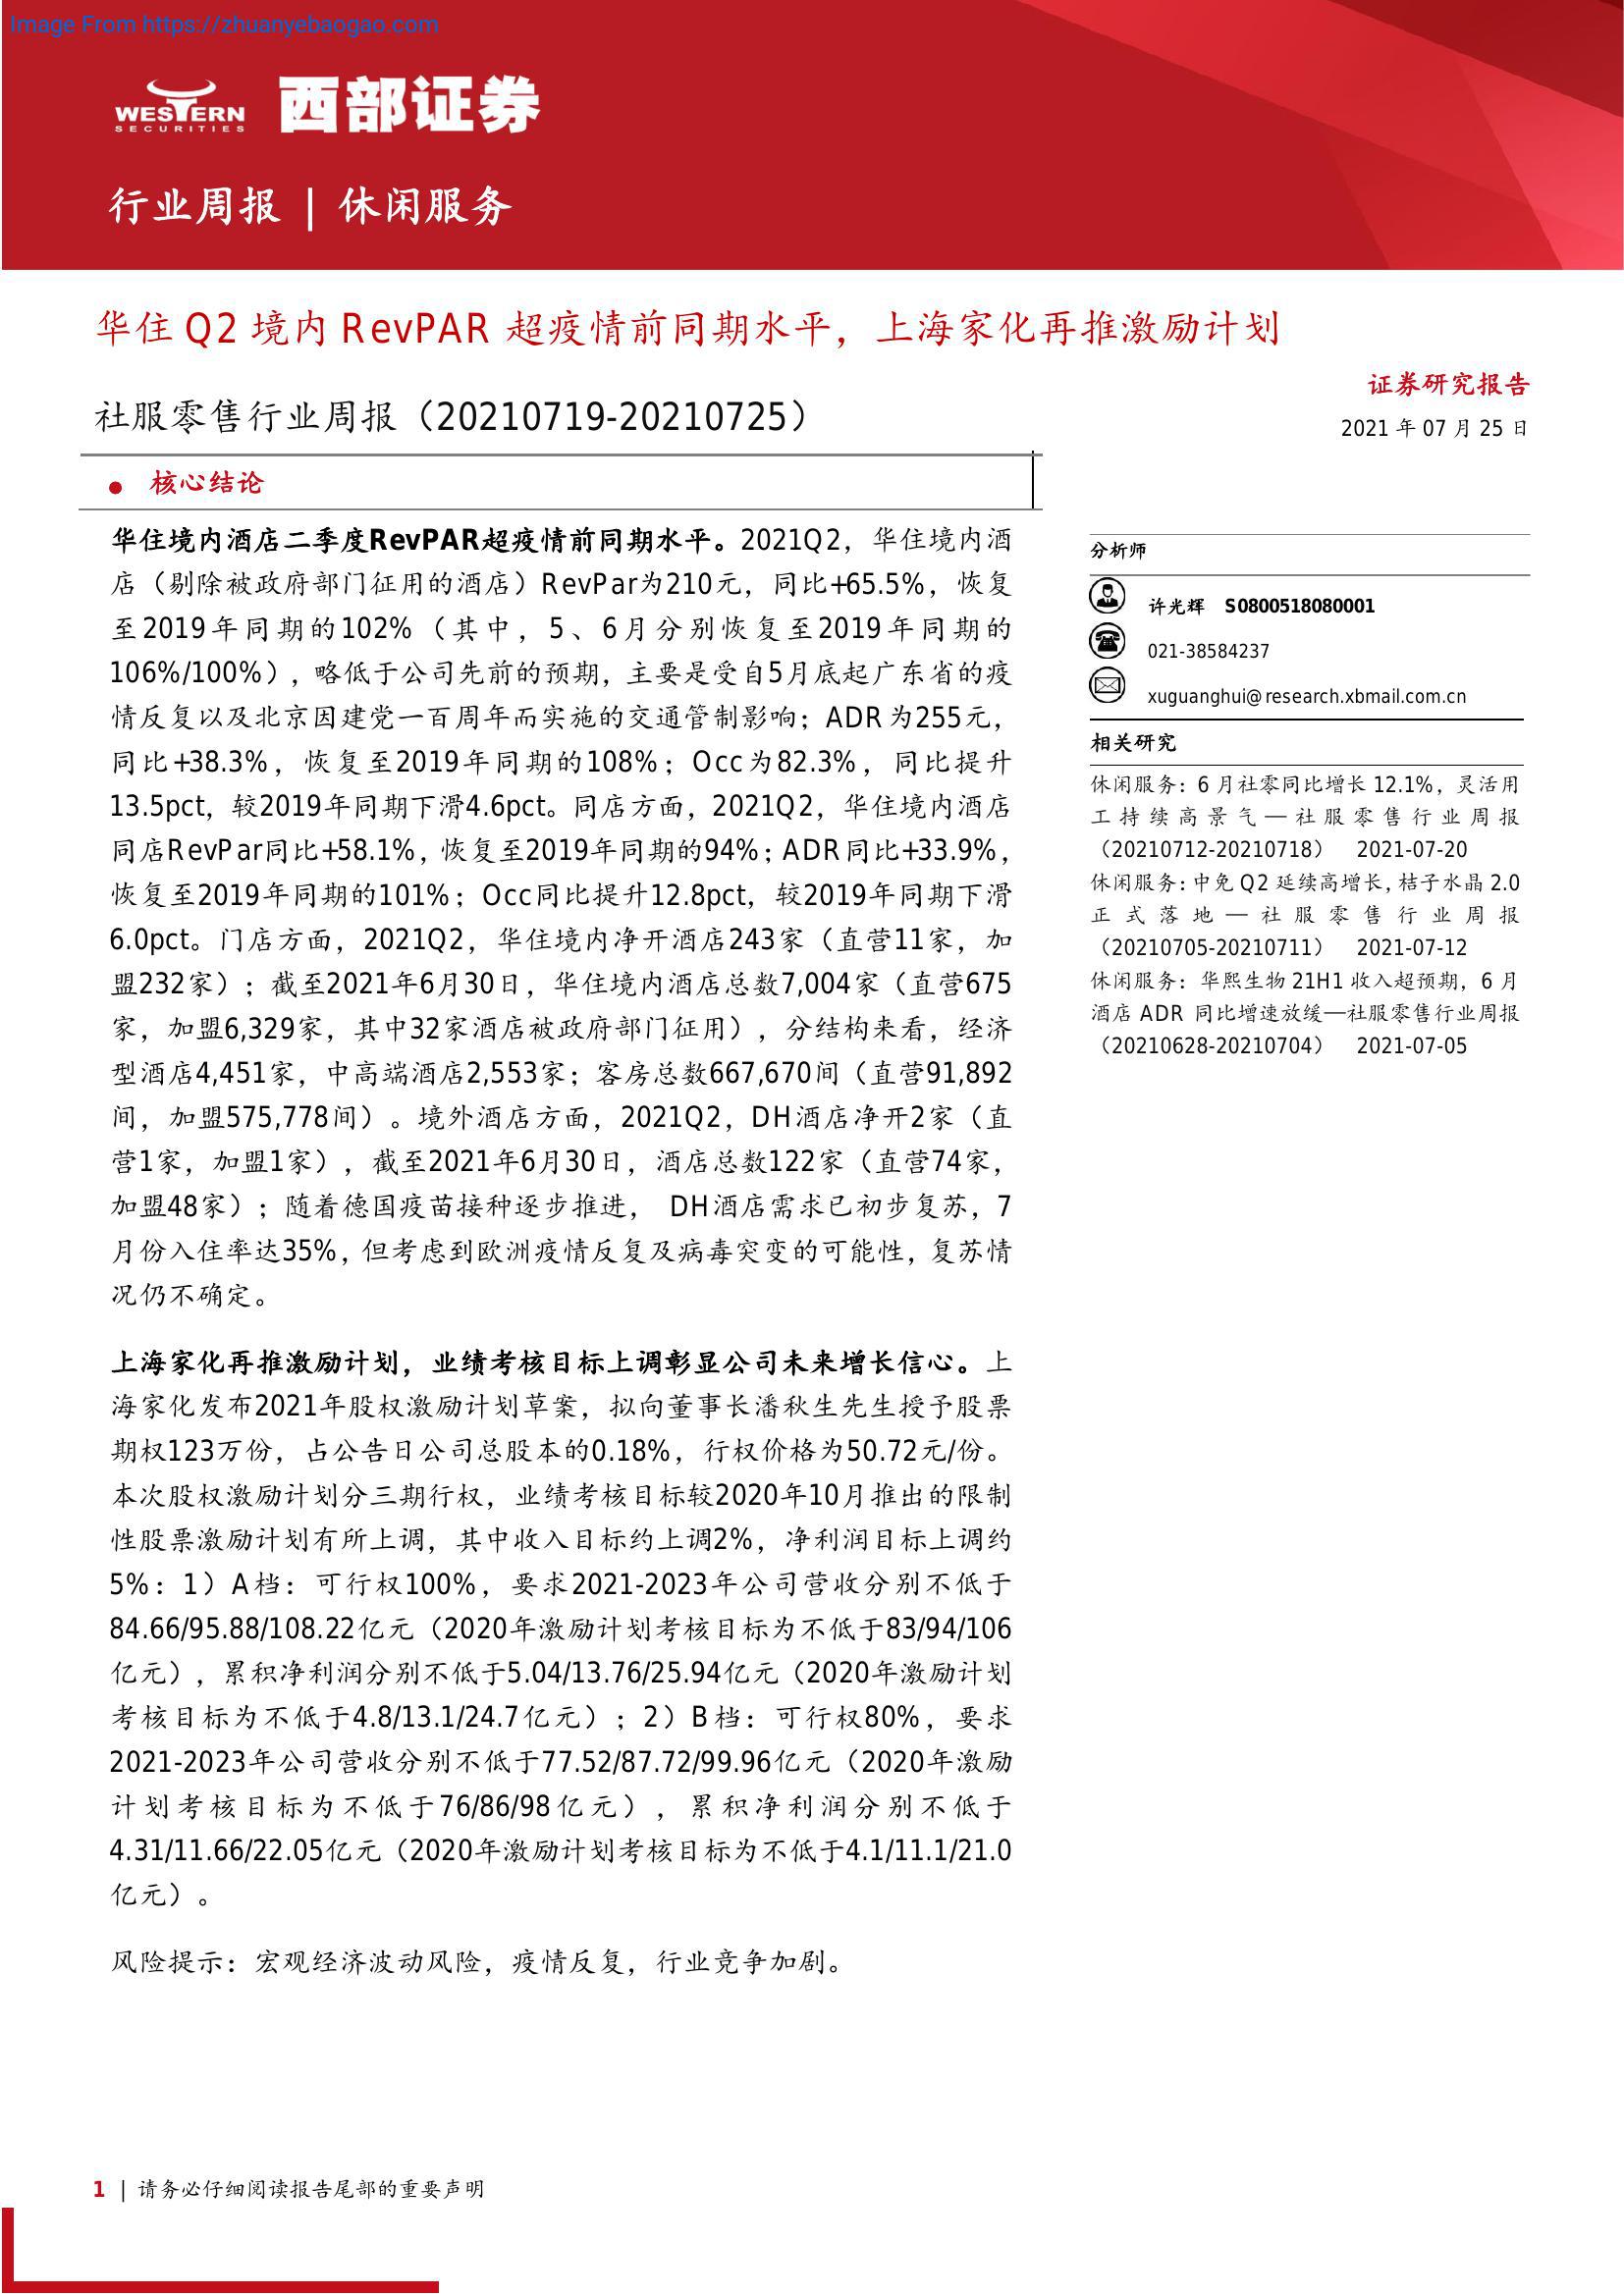 Image From https://zhuanyebaogao.com
WESTERN
SECURITIES
西部证券
行业周报 | 休闲服务
华住 Q2 境内 RevPAR 超疫情前同期水平，上海家化再推激励计划
社服零售行业周报（20210719-20210725）
证券研究报告
2021 年 07 月 25 日
● 核心结论
华住境内酒店二季度RevPAR超疫情前同期水平。2021Q2，华住境内酒
店（剔除被政府部门征用的酒店）RevPar为210元，同比+65.5%，恢复
至2019年同期的102%（其中，5、6月分别恢复至2019年同期的
106%/100%），略低于公司先前的预期，主要是受自5月底起广东省的疫
情反复以及北京因建党一百周年而实施的交通管制影响；ADR为255元，
同比+38.3%，恢复至2019年同期的108%；Occ为82.3%，同比提升
13.5pct，较2019年同期下滑4.6pct。同店方面，2021Q2，华住境内酒店
同店RevPar同比+58.1%，恢复至2019年同期的94%；ADR同比+33.9%，
恢复至2019年同期的101%；Occ同比提升12.8pct，较2019年同期下滑
6.0pct。门店方面，2021Q2，华住境内净开酒店243家（直营11家，加
盟232家）；截至2021年6月30日，华住境内酒店总数7,004家（直营675
家，加盟6,329家，其中32家酒店被政府部门征用），分结构来看，经济
型酒店4,451家，中高端酒店2,553家；客房总数667,670间（直营91,892
间，加盟575,778间）。境外酒店方面，2021Q2，DH酒店净开2家（直
营1家，加盟1家），截至2021年6月30日，酒店总数122家（直营74家，
加盟48家）；随着德国疫苗接种逐步推进， DH酒店需求已初步复苏，7
月份入住率达35%，但考虑到欧洲疫情反复及病毒突变的可能性，复苏情
况仍不确定。
上海家化再推激励计划，业绩考核目标上调彰显公司未来增长信心。上
海家化发布2021年股权激励计划草案，拟向董事长潘秋生先生授予股票
期权123万份，占公告日公司总股本的0.18%，行权价格为50.72元/份。
本次股权激励计划分三期行权，业绩考核目标较2020年10月推出的限制
性股票激励计划有所上调，其中收入目标约上调2%，净利润目标上调约
5%：1）A档：可行权100%，要求2021-2023年公司营收分别不低于
84.66/95.88/108.22亿元（2020年激励计划考核目标为不低于83/94/106
亿元），累积净利润分别不低于5.04/13.76/25.94亿元（2020年激励计划
考核目标为不低于4.8/13.1/24.7亿元）；2）B档：可行权80%，要求
2021-2023年公司营收分别不低于77.52/87.72/99.96亿元（2020年激励
计划考核目标为不低于76/86/98亿元），累积净利润分别不低于
4.31/11.66/22.05亿元（2020年激励计划考核目标为不低于4.1/11.1/21.0
亿元）。
风险提示：宏观经济波动风险，疫情反复，行业竞争加剧。
分析师
许光辉 S0800518080001
021-38584237
xuguanghui@research.xbmail.com.cn
相关研究
休闲服务：6 月社零同比增长 12.1%，灵活用
工持续高景气—社服零售行业周报
（20210712-20210718） 2021-07-20
休闲服务：中免 Q2 延续高增长，桔子水晶 2.0
正式落地—社服零售行业周报
（20210705-20210711） 2021-07-12
休闲服务：华熙生物 21H1 收入超预期，6 月
酒店 ADR 同比增速放缓—社服零售行业周报
（20210628-20210704） 2021-07-05
1 | 请务必仔细阅读报告尾部的重要声明